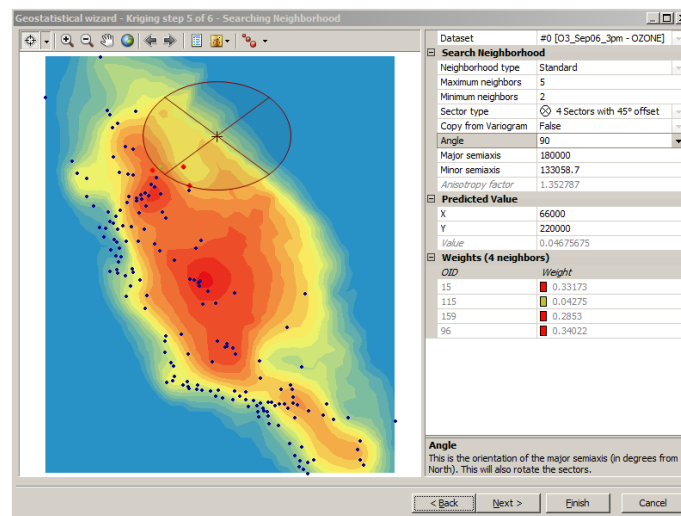 Geostatistical wizard - Kriging step 5 of 6 - Searching Neighborhood
Dataset #0 [O3_Sep06_3pm - OZONE]
Search Neighborhood
Neighborhood type Standard
Maximum neighbors 5
Minimum neighbors 2
Sector type 4 Sectors with 45° offset
Copy from Variogram False
Angle 90
Major semiaxis 180000
Minor semiaxis 133058.7
Anisotropy factor 1.352787
Predicted Value
X 66000
Y 220000
Value 0.04675675
Weights (4 neighbors)
OID Weight
15 0.33173
115 0.04275
159 0.2853
96 0.34022
Angle
This is the orientation of the major semiaxis (in degrees from
North). This will also rotate the sectors.
< Back Next > Finish Cancel